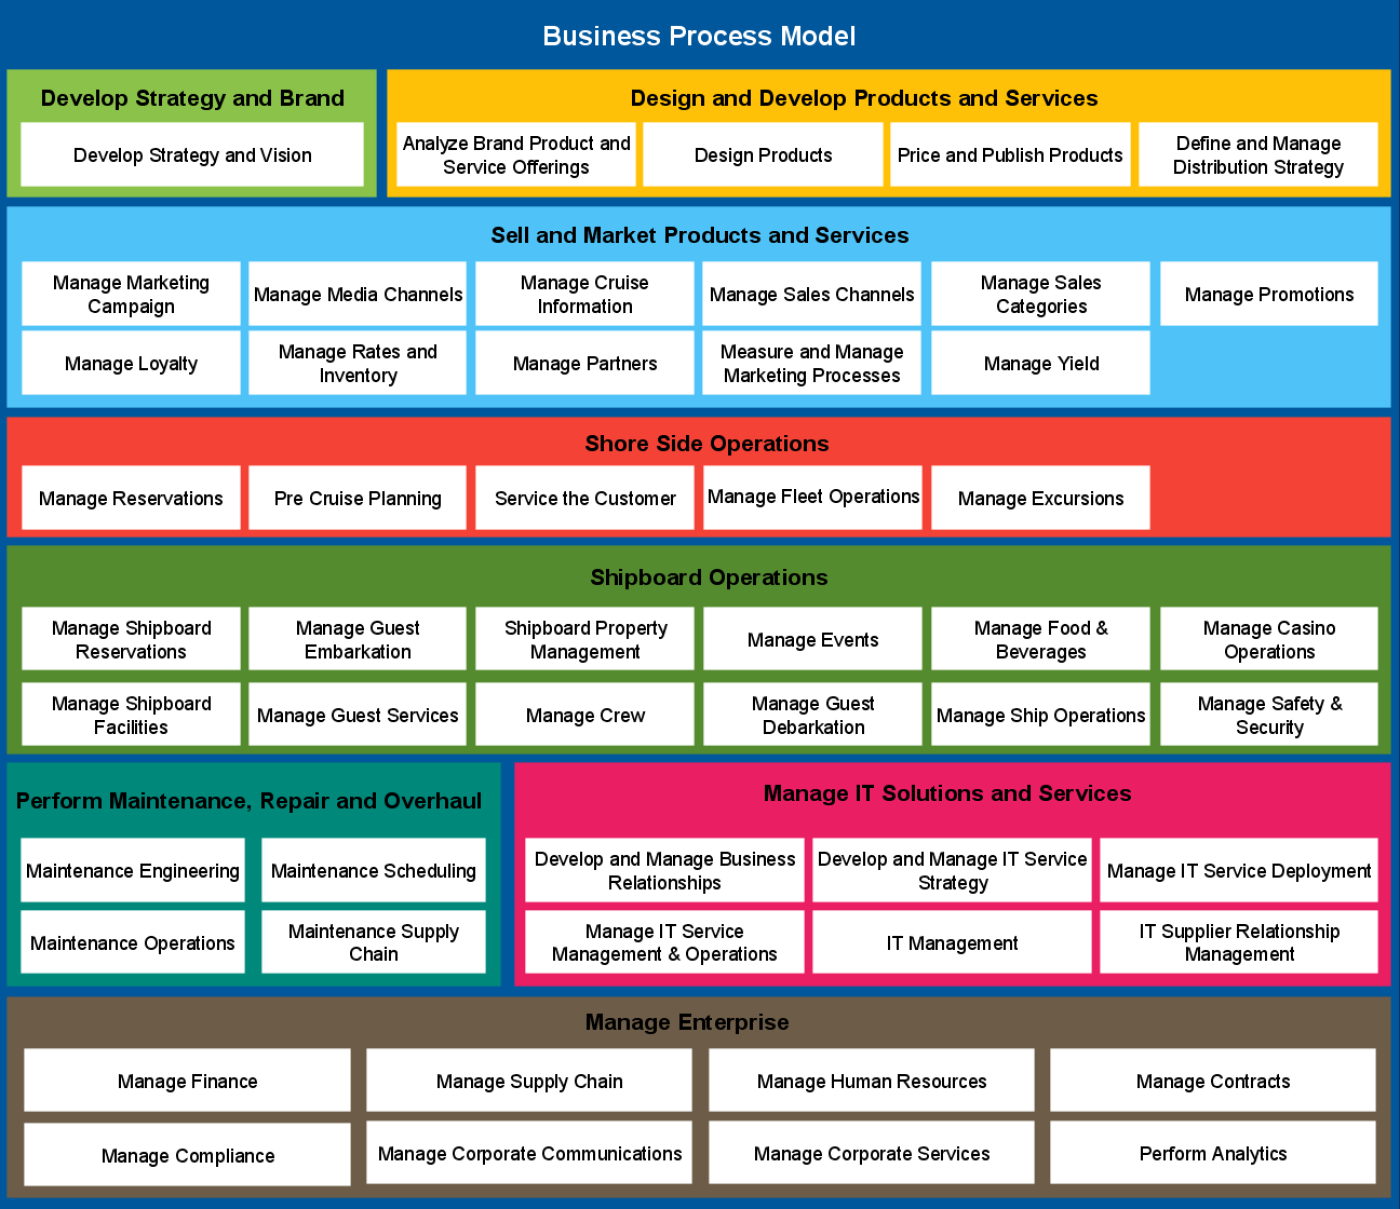 Business Process Model
Develop Strategy and Brand
Develop Strategy and Vision
Design and Develop Products and Services
Analyze Brand Product and
Service Offerings
Design Products
Price and Publish Products
Define and Manage
Distribution Strategy
Sell and Market Products and Services
Manage Marketing
Campaign
Manage Media Channels
Manage Cruise
Information
Manage Sales Channels
Manage Sales
Categories
Manage Promotions
Manage Loyalty
Manage Rates and
Inventory
Manage Partners
Measure and Manage
Marketing Processes
Manage Yield
Shore Side Operations
Manage Reservations
Pre Cruise Planning
Service the Customer
Manage Fleet Operations
Manage Excursions
Shipboard Operations
Manage Shipboard
Reservations
Manage Guest
Embarkation
Shipboard Property
Management
Manage Events
Manage Food &
Beverages
Manage Casino
Operations
Manage Shipboard
Facilities
Manage Guest Services
Manage Crew
Manage Guest
Debarkation
Manage Ship Operations
Manage Safety &
Security
Perform Maintenance, Repair and Overhaul
Maintenance Engineering
Maintenance Scheduling
Maintenance Operations
Maintenance Supply
Chain
Manage IT Solutions and Services
Develop and Manage Business
Relationships
Develop and Manage IT Service
Strategy
Manage IT Service Deployment
Manage IT Service
Management & Operations
IT Management
IT Supplier Relationship
Management
Manage Enterprise
Manage Finance
Manage Supply Chain
Manage Human Resources
Manage Contracts
Manage Compliance
Manage Corporate Communications
Manage Corporate Services
Perform Analytics